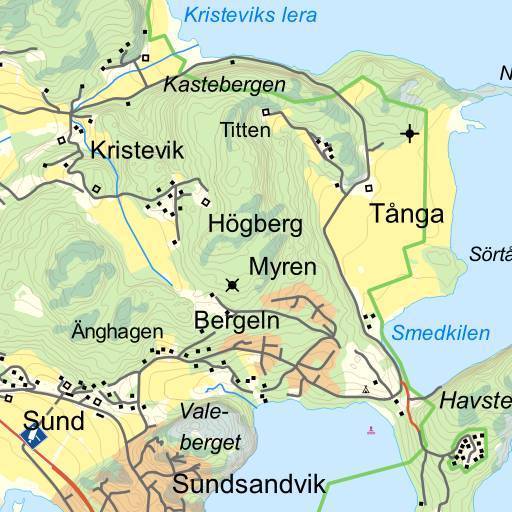 Kristeviks lera
Kastebergen
N
Titten
Kristevik
Tånga
Högberg
Sörtå
Myren
Bergeln
Änghagen
Smedkilen
Havste
Vale-
berget
Sund
Sundsandvik